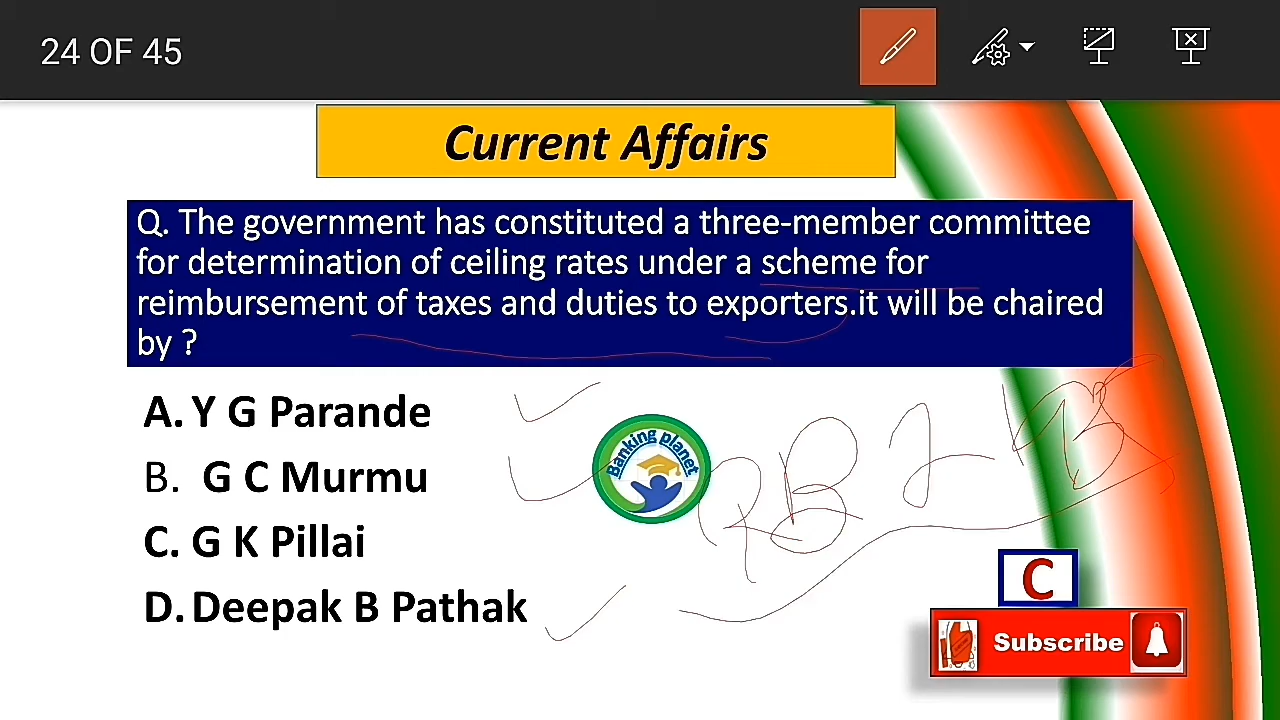 24 OF 45
Current Affairs
Q. The government has constituted a three-member committee
for determination of ceiling rates under a scheme for
reimbursement of taxes and duties to exporters.it will be chaired
by ?
A. Y G Parande
B. G C Murmu
C. G K Pillai
D. Deepak B Pathak
Banking planet
C
Subscribe